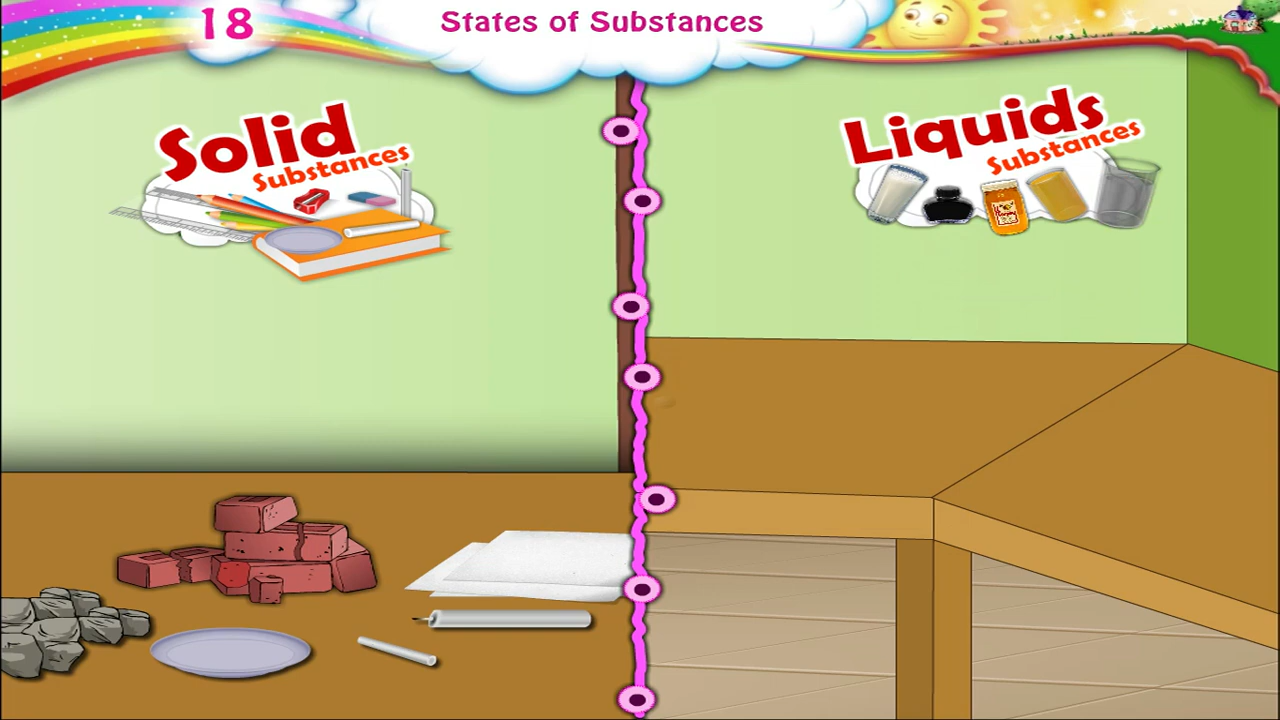 18
States of Substances
Solid
Substances
Liquids
Substances